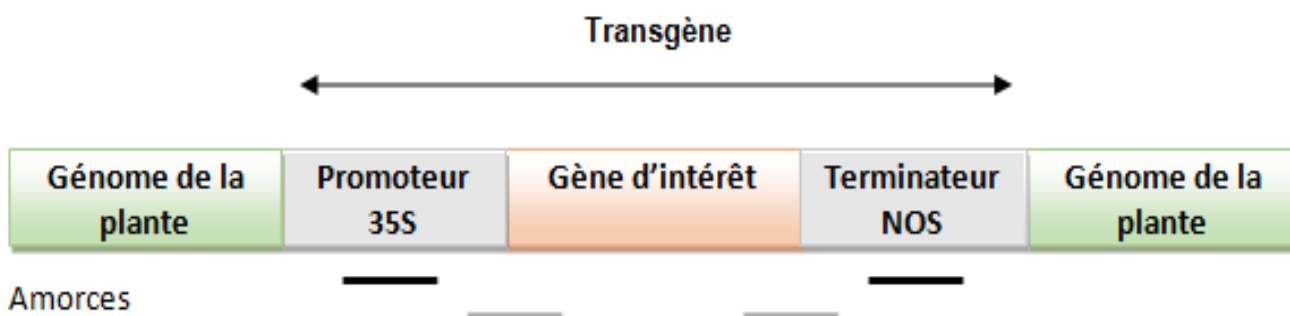 Transgène
Génome de la Promoteur Gène d'intérêt Terminateur Génome de la
plante 35S NOS plante
Amorces